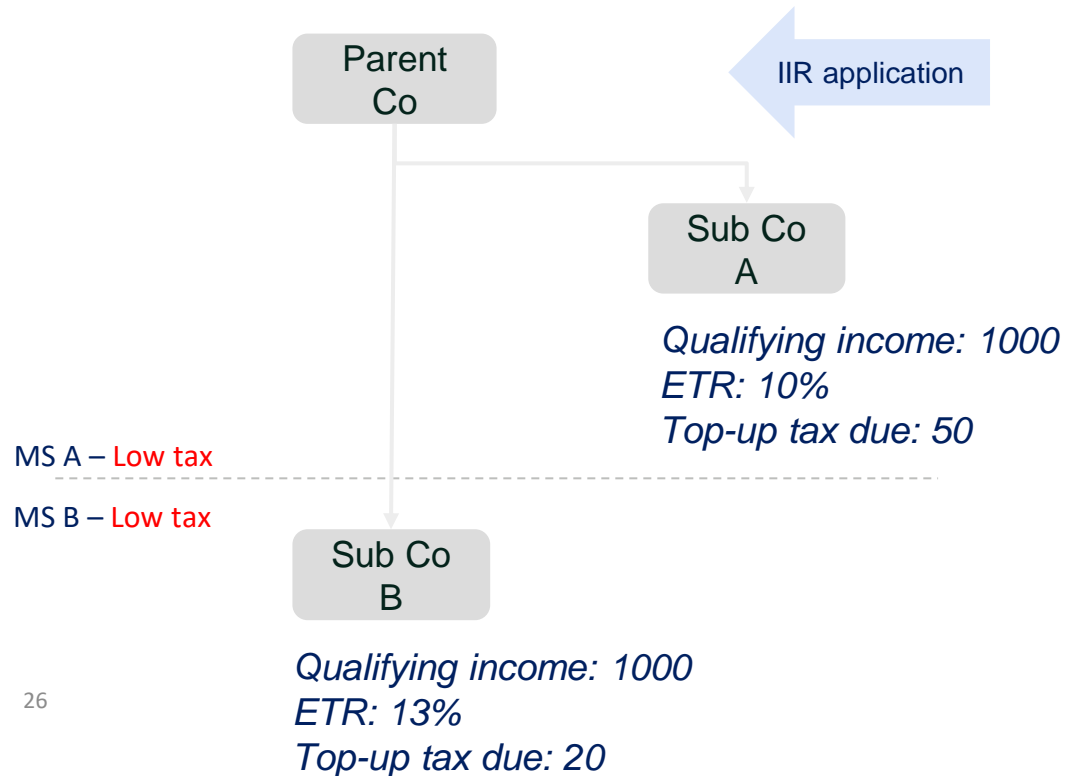 Parent
Co
IIR application
Sub Co
A
Qualifying income: 1000
ETR: 10%
Top-up tax due: 50
MS A – Low tax
MS B – Low tax
Sub Co
B
Qualifying income: 1000
ETR: 13%
Top-up tax due: 20
26